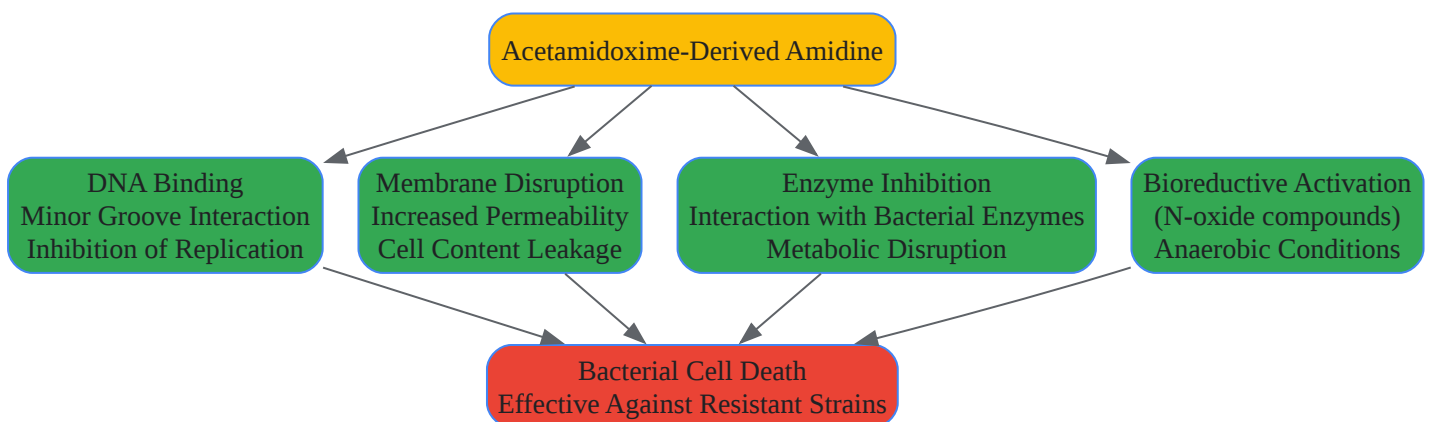 Acetamidoxime-Derived Amidine
DNA Binding
Minor Groove Interaction
Inhibition of Replication
Membrane Disruption
Increased Permeability
Cell Content Leakage
Enzyme Inhibition
Interaction with Bacterial Enzymes
Metabolic Disruption
Bioreductive Activation
(N-oxide compounds)
Anaerobic Conditions
Bacterial Cell Death
Effective Against Resistant Strains